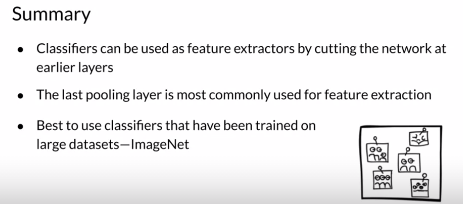 Summary
● Classifiers can be used as feature extractors by cutting the network at
earlier layers
● The last pooling layer is most commonly used for feature extraction
● Best to use classifiers that have been trained on
large datasets—ImageNet